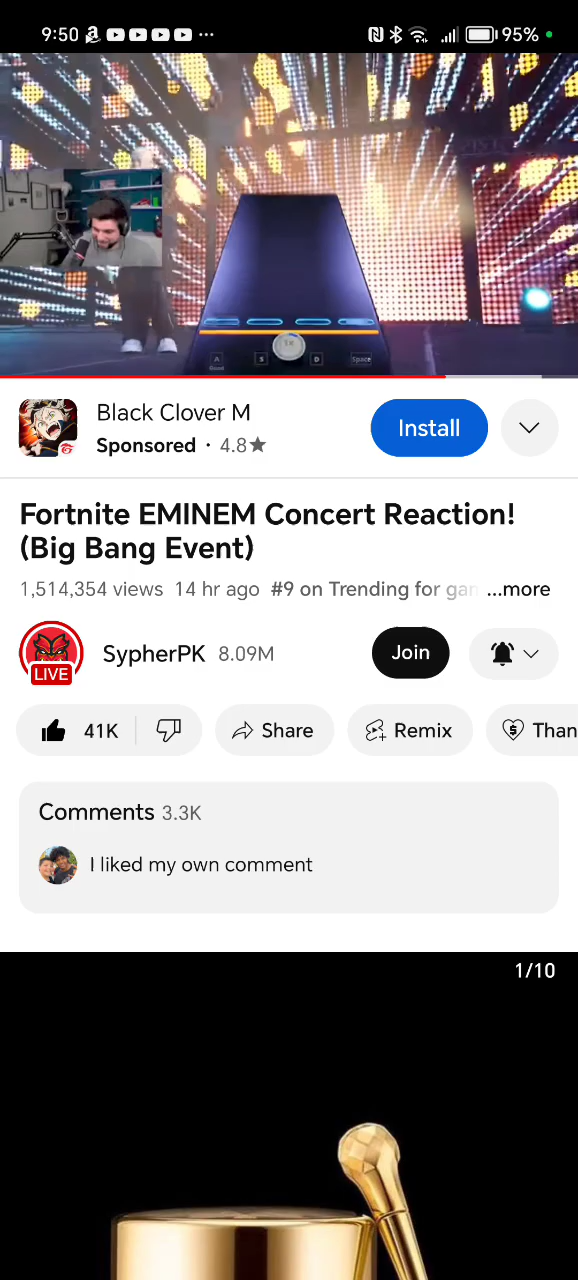 9:50
95%
A
S
D
Space
Black Clover M
Install
Sponsored · 4.8★
Fortnite EMINEM Concert Reaction!
(Big Bang Event)
1,514,354 views 14 hr ago #9 on Trending for gan ...more
LIVE
SypherPK 8.09M
Join
41K
Share
Remix
Than
Comments 3.3K
I liked my own comment
1/10